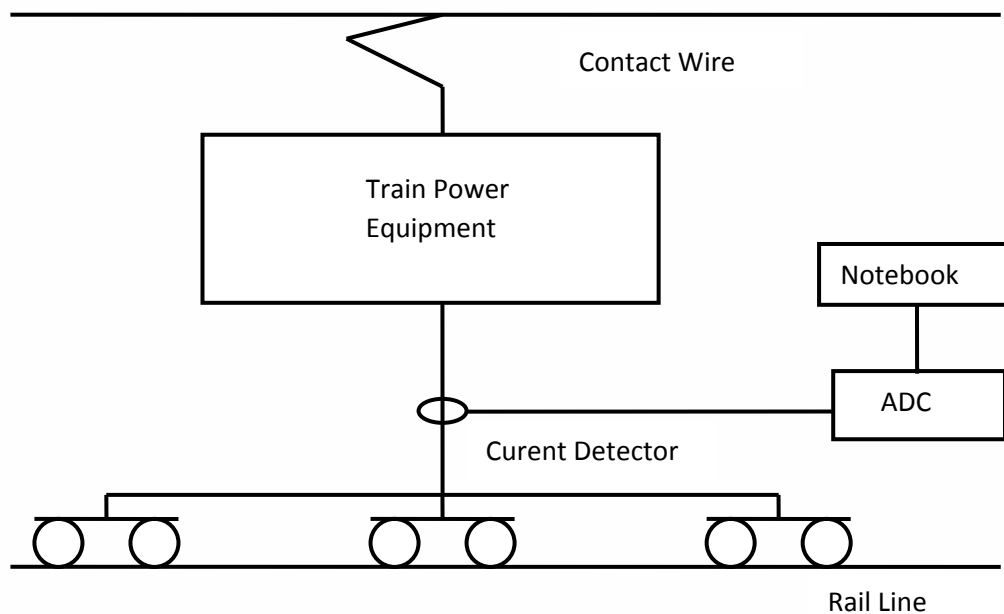 Contact Wire
Train Power
Equipment
Notebook
ADC
Curent Detector
Rail Line